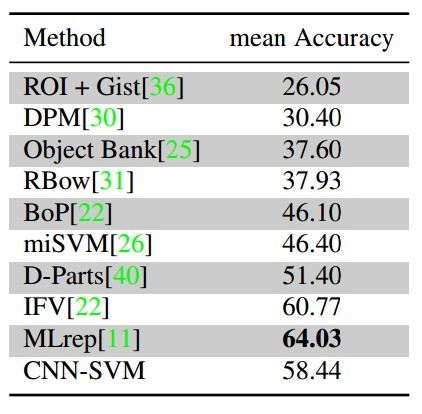 Method mean Accuracy
ROI + Gist[36] 26.05
DPM[30] 30.40
Object Bank[25] 37.60
RBow[31] 37.93
BoP[22] 46.10
miSVM[26] 46.40
D-Parts[40] 51.40
IFV[22] 60.77
MLrep[11] 64.03
CNN-SVM 58.44